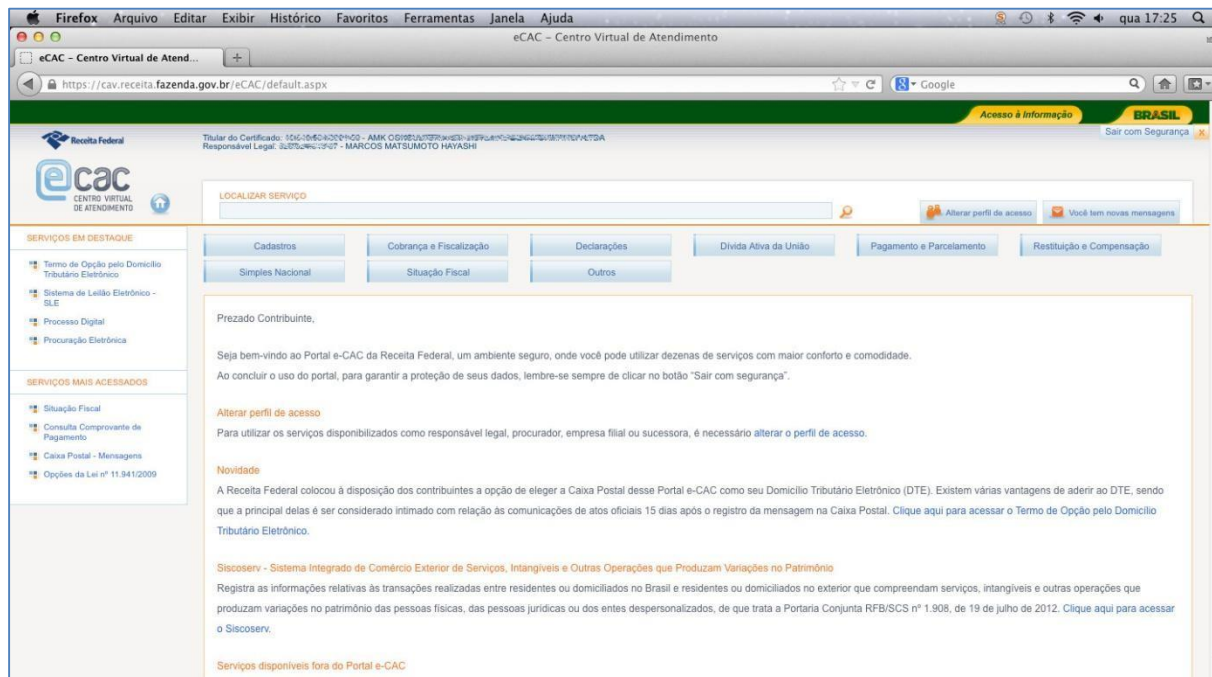 Firefox Arquivo Editar Exibir Histórico Favoritos Ferramentas Janela Ajuda qua 17:25
eCAC – Centro Virtual de Atendimento
eCAC – Centro Virtual de Atend...
https://cav.receita.fazenda.gov.br/eCAC/default.aspx Google
Acesso à Informação BRASIL
Receita Federal
Titular do Certificado: - AMK
Responsável Legal: - MARCOS MATSUMOTO HAYASHI
Sair com Segurança x
ecac
CENTRO VIRTUAL
DE ATENDIMENTO
LOCALIZAR SERVIÇO
Alterar perfil de acesso Você tem novas mensagens
SERVIÇOS EM DESTAQUE
Termo de Opção pelo Domicílio
Tributário Eletrônico
Sistema de Leilão Eletrônico -
SLE
Processo Digital
Procuração Eletrônica
SERVIÇOS MAIS ACESSADOS
Situação Fiscal
Consulta Comprovante de
Pagamento
Caixa Postal - Mensagens
Opções da Lei nº 11.941/2009
Cadastros Cobrança e Fiscalização Declarações Dívida Ativa da União Pagamento e Parcelamento Restituição e Compensação
Simples Nacional Situação Fiscal Outros
Prezado Contribuinte,
Seja bem-vindo ao Portal e-CAC da Receita Federal, um ambiente seguro, onde você pode utilizar dezenas de serviços com maior conforto e comodidade.
Ao concluir o uso do portal, para garantir a proteção de seus dados, lembre-se sempre de clicar no botão “Sair com segurança”.
Alterar perfil de acesso
Para utilizar os serviços disponibilizados como responsável legal, procurador, empresa filial ou sucessora, é necessário alterar o perfil de acesso.
Novidade
A Receita Federal colocou à disposição dos contribuintes a opção de eleger a Caixa Postal desse Portal e-CAC como seu Domicílio Tributário Eletrônico (DTE). Existem várias vantagens de aderir ao DTE, sendo
que a principal delas é ser considerado intimado com relação às comunicações de atos oficiais 15 dias após o registro da mensagem na Caixa Postal. Clique aqui para acessar o Termo de Opção pelo Domicílio
Tributário Eletrônico.
Siscoserv - Sistema Integrado de Comércio Exterior de Serviços, Intangíveis e Outras Operações que Produzam Variações no Patrimônio
Registra as informações relativas às transações realizadas entre residentes ou domiciliados no Brasil e residentes ou domiciliados no exterior que compreendam serviços, intangíveis e outras operações que
produzam variações no patrimônio das pessoas físicas, das pessoas jurídicas ou dos entes despersonalizados, de que trata a Portaria Conjunta RFB/SCS nº 1.908, de 19 de julho de 2012. Clique aqui para acessar
o Siscoserv.
Serviços disponíveis fora do Portal e-CAC